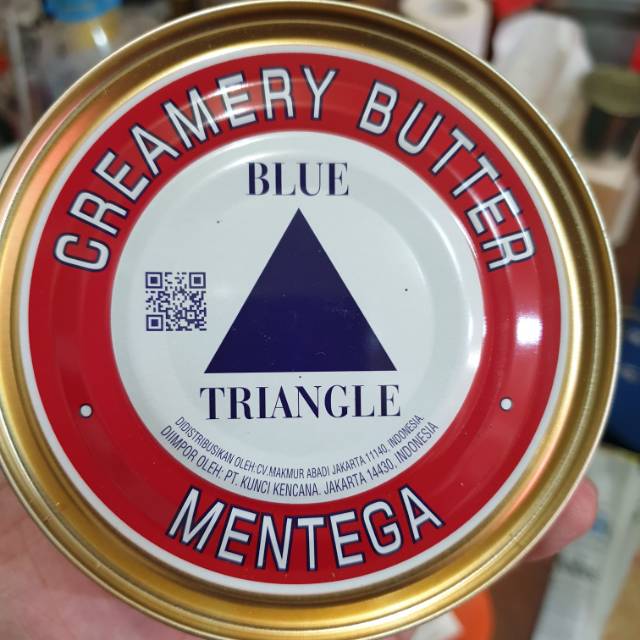 CREAMERY BUTTER
BLUE
TRIANGLE
DIDISTRIBUSIKAN OLEH: CV. MAKMUR ABADI JAKARTA 11140, INDONESIA.
DIIMPOR OLEH: PT. KUNCI KENCANA. JAKARTA 14430, INDONESIA
MENTEGA